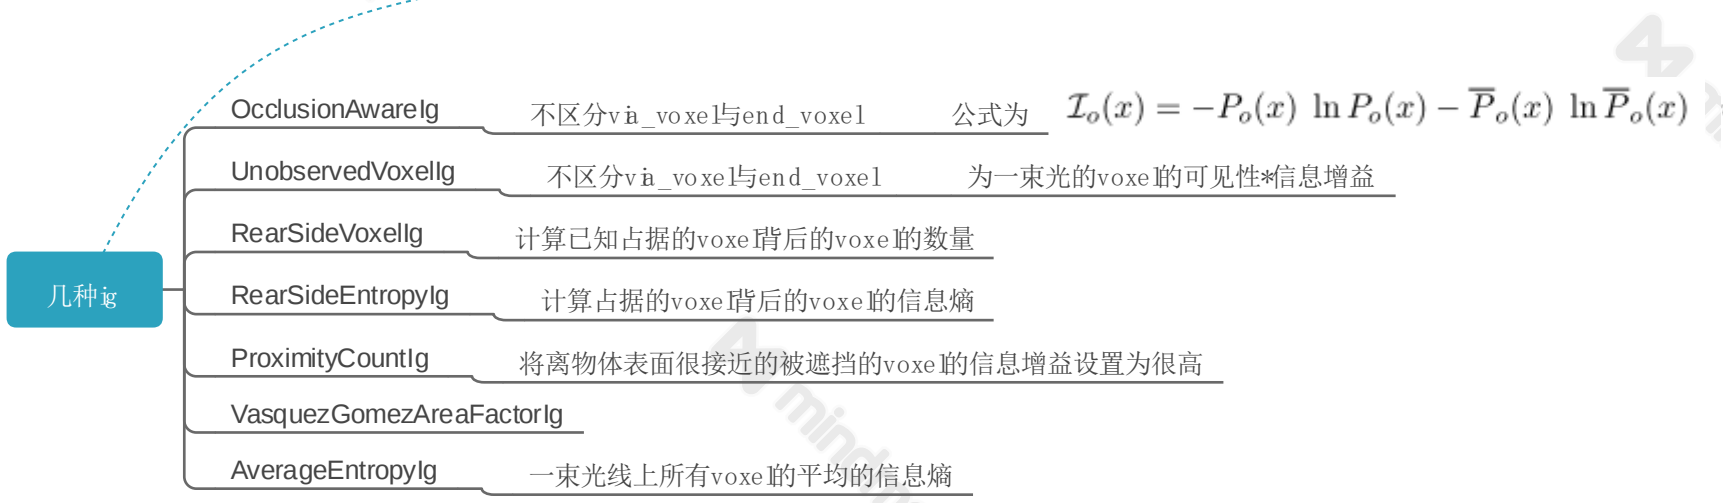 OcclusionAwareIg 不区分via_voxel与end_voxel 公式为 $\mathcal{I}_o(x) = -P_o(x) \ln P_o(x) - \overline{P}_o(x) \ln \overline{P}_o(x)$
UnobservedVoxelIg 不区分via_voxel与end_voxel 为一束光的voxel的可见性*信息增益
RearSideVoxelIg 计算已知占据的voxel背后的voxel的数量
几种ig
RearSideEntropyIg 计算占据的voxel背后的voxel的信息熵
ProximityCountIg 将离物体表面很接近的被遮挡的voxel的信息增益设置为很高
VasquezGomezAreaFactorIg
AverageEntropyIg 一束光线上所有voxel的平均的信息熵